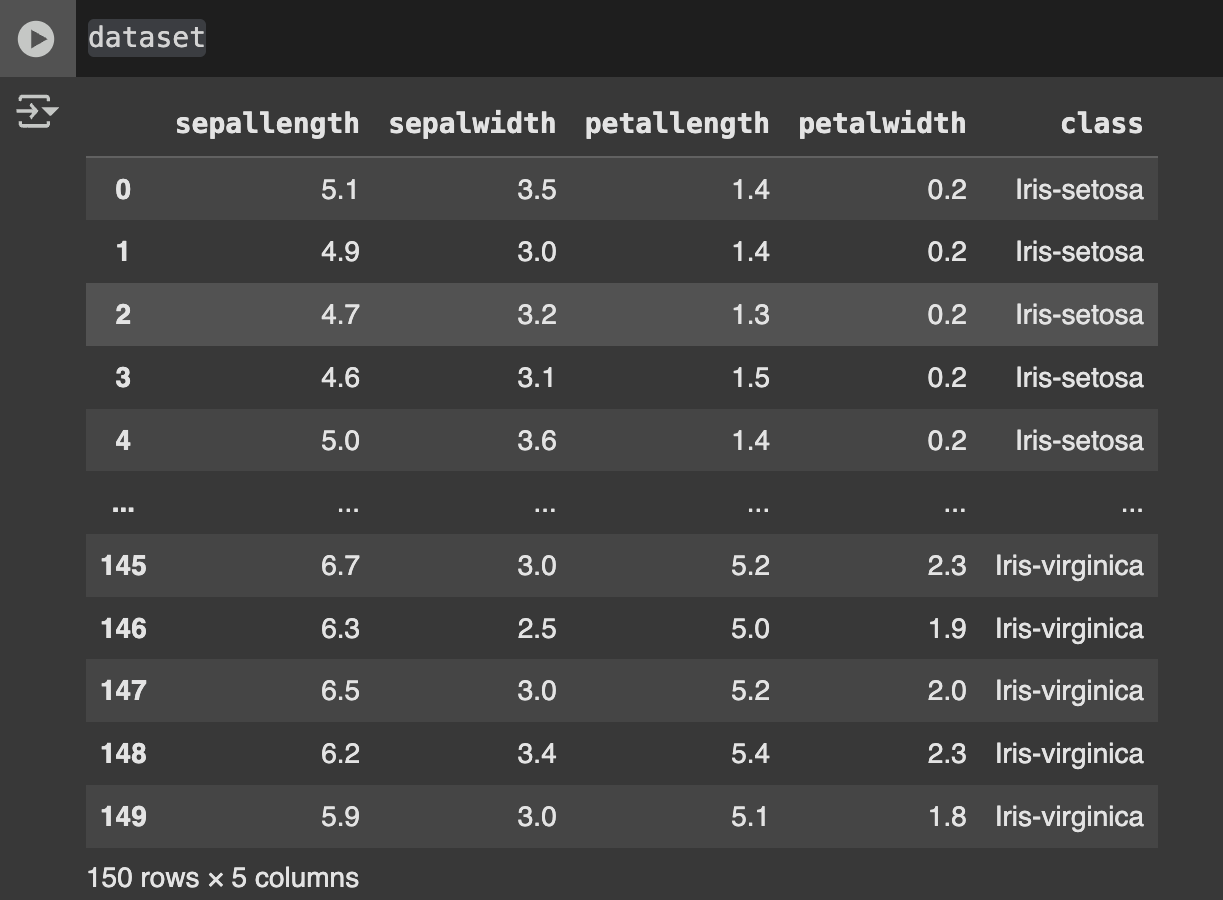 dataset
sepallength sepalwidth petallength petalwidth class
0 5.1 3.5 1.4 0.2 Iris-setosa
1 4.9 3.0 1.4 0.2 Iris-setosa
2 4.7 3.2 1.3 0.2 Iris-setosa
3 4.6 3.1 1.5 0.2 Iris-setosa
4 5.0 3.6 1.4 0.2 Iris-setosa
... ... ... ... ... ...
145 6.7 3.0 5.2 2.3 Iris-virginica
146 6.3 2.5 5.0 1.9 Iris-virginica
147 6.5 3.0 5.2 2.0 Iris-virginica
148 6.2 3.4 5.4 2.3 Iris-virginica
149 5.9 3.0 5.1 1.8 Iris-virginica
150 rows × 5 columns